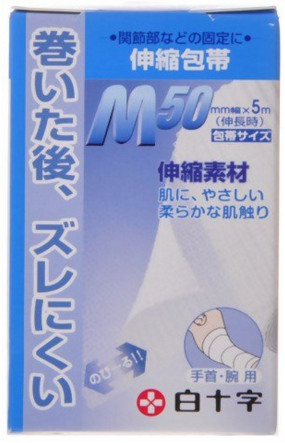 巻いた後、ズレにくい
•関節部などの固定に•
伸縮包帯
M50mm幅×5m
(伸長時)
包帯サイズ
伸縮素材
肌に、やさしい
柔らかな肌触り
のび〜る!!
手首・腕 用
白十字